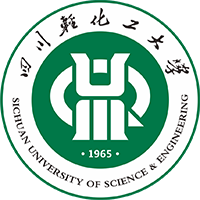 四川轻化工大学
· 1965 ·
SICHUAN UNIVERSITY OF SCIENCE & ENGINEERING